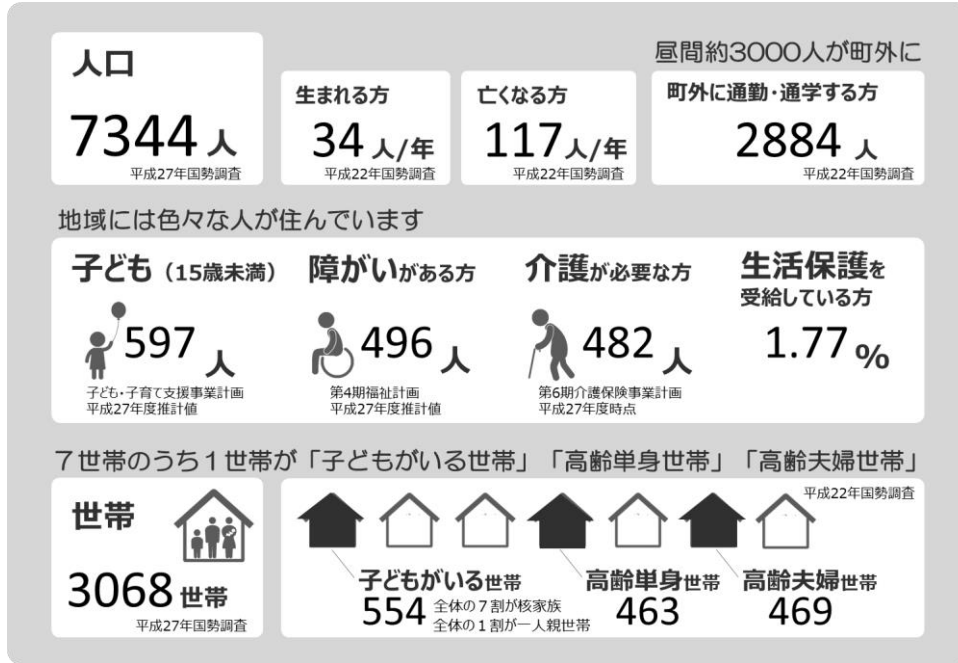 人口
7344人
平成27年国勢調査
生まれる方
34人/年
平成22年国勢調査
亡くなる方
117人/年
平成22年国勢調査
昼間約3000人が町外に
町外に通勤・通学する方
2884人
平成22年国勢調査
地域には色々な人が住んでいます
子ども（15歳未満）
597人
子ども・子育て支援事業計画
平成27年度推計値
障がいがある方
496人
第4期福祉計画
平成27年度推計値
介護が必要な方
482人
第6期介護保険事業計画
平成27年度時点
生活保護を
受給している方
1.77%
７世帯のうち１世帯が「子どもがいる世帯」「高齢単身世帯」「高齢夫婦世帯」
世帯
3068世帯
平成27年国勢調査
平成22年国勢調査
子どもがいる世帯
554
全体の７割が核家族
全体の１割が一人親世帯
高齢単身世帯
463
高齢夫婦世帯
469